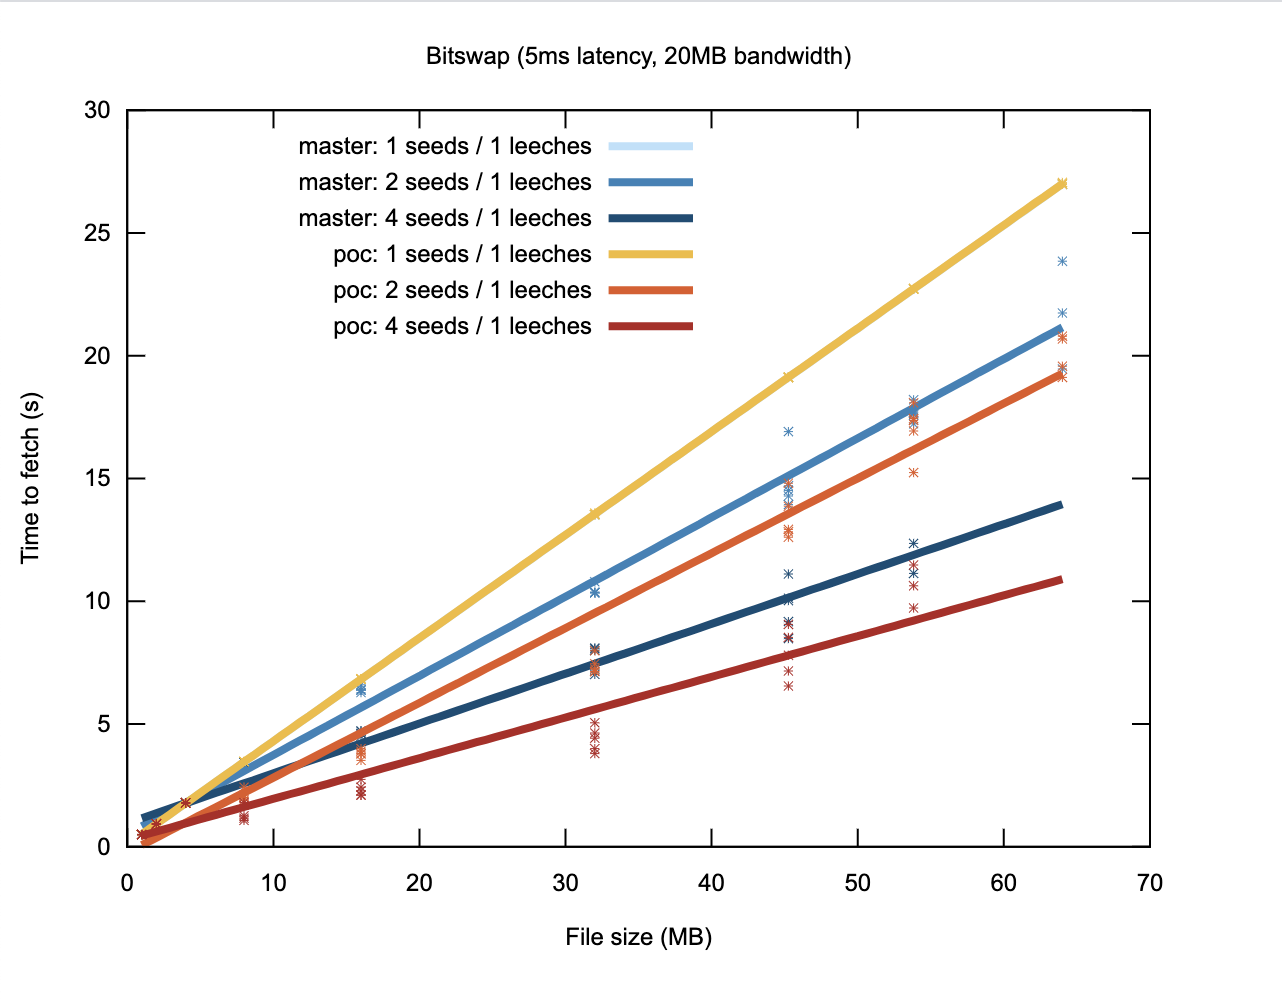 Bitswap (5ms latency, 20MB bandwidth)
30
25
20
15
10
5
0
master: 1 seeds / 1 leeches
master: 2 seeds / 1 leeches
master: 4 seeds / 1 leeches
poc: 1 seeds / 1 leeches
poc: 2 seeds / 1 leeches
poc: 4 seeds / 1 leeches
Time to fetch (s)
0 10 20 30 40 50 60 70
File size (MB)